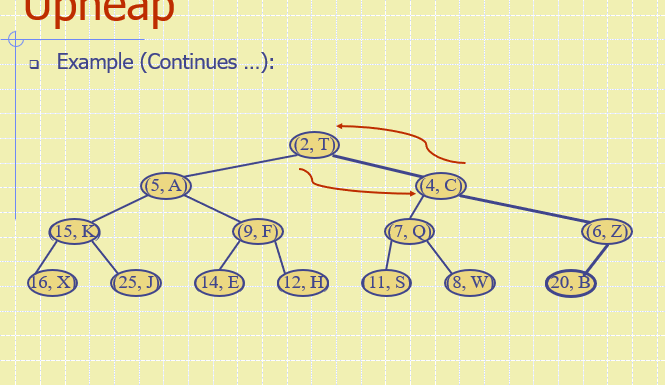 Upheap
Example (Continues …):
(2, T)
(5, A) (4, C)
(15, K) (9, F) (7, Q) (6, Z)
(16, X) (25, J) (14, E) (12, H) (11, S) (8, W) (20, B)